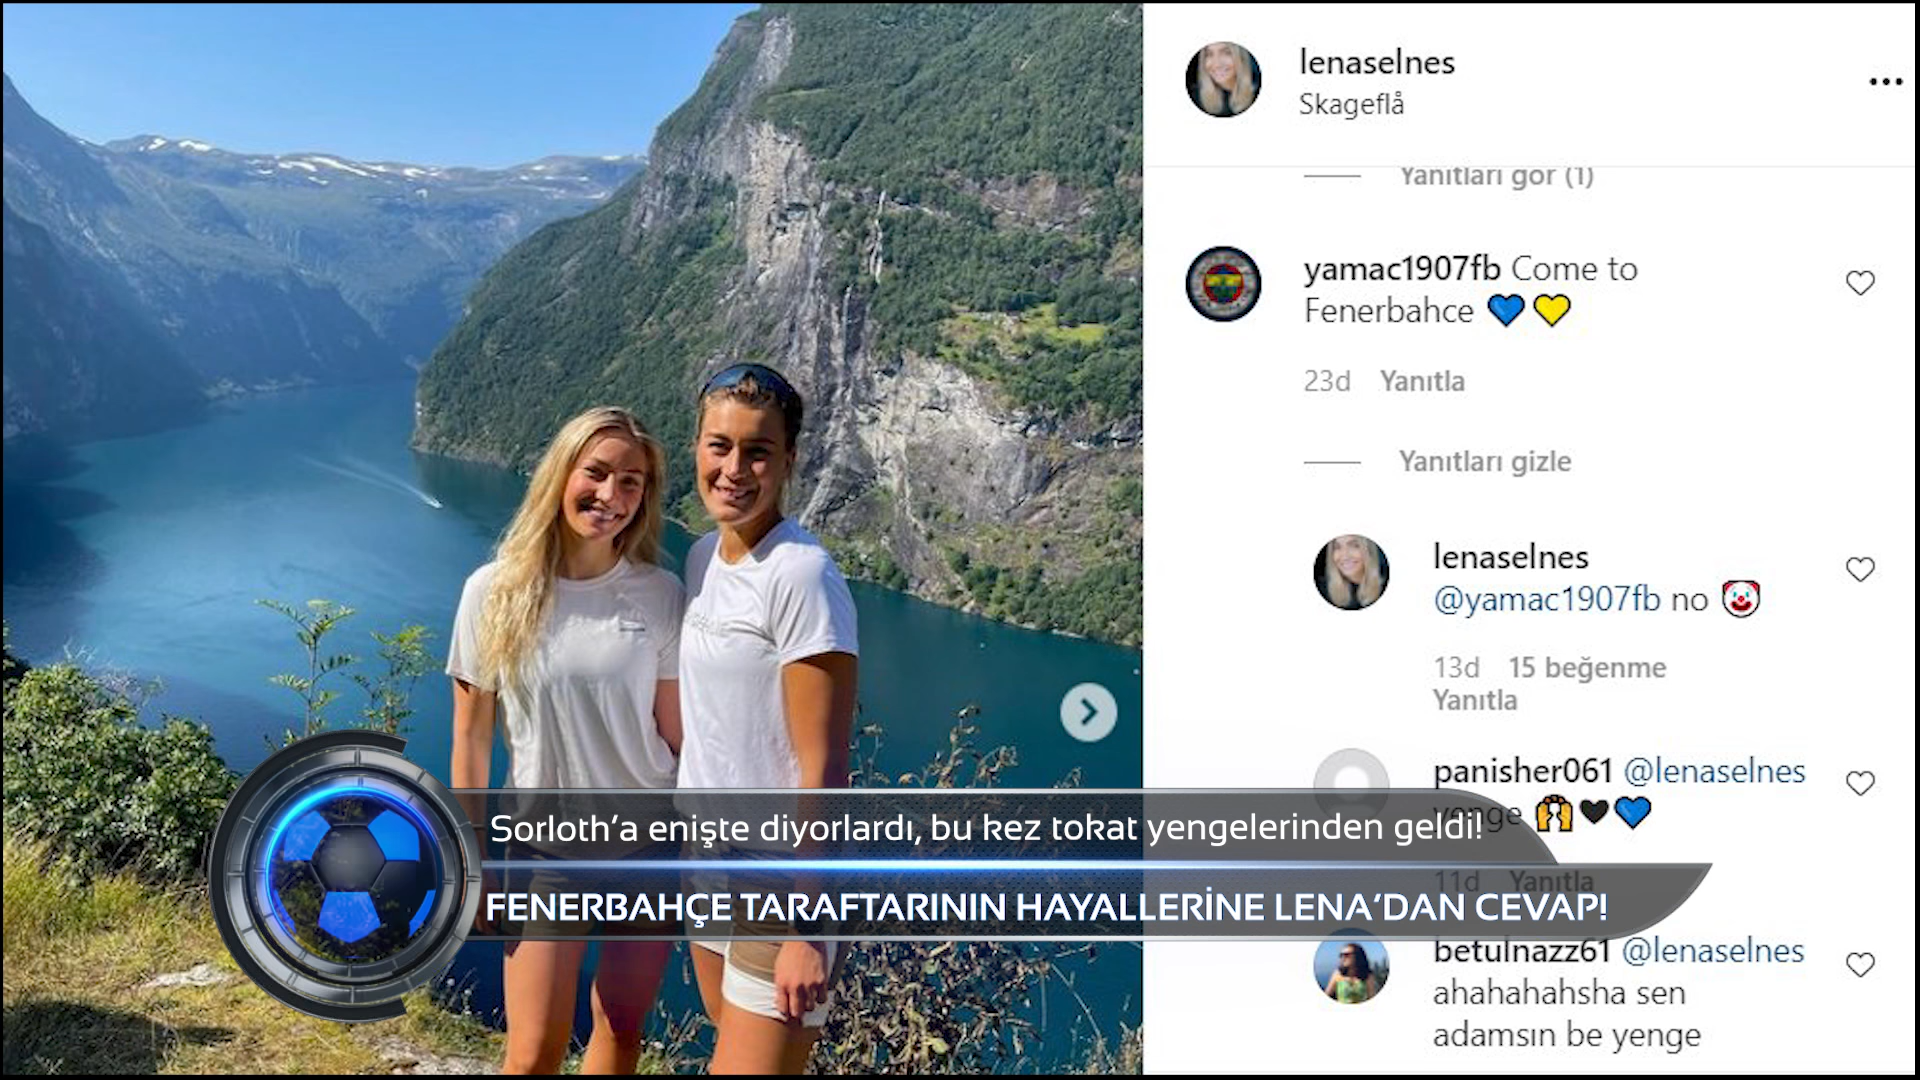 lenaselnes
Skageflå
Yanıtları gör (1)
yamac1907fb Come to
Fenerbahce 💙 💛
23d Yanıtla
Yanıtları gizle
lenaselnes
@yamac1907fb no 🤡
13d 15 beğenme
Yanıtla
panisher061 @lenaselnes
yenge 🙌🖤💙
11d Yanıtla
betulnazz61 @lenaselnes
ahahahahsha sen
adamsın be yenge
Sorloth'a enişte diyorlardı, bu kez tokat yengelerinden geldi!
FENERBAHÇE TARAFTARININ HAYALLERİNE LENA'DAN CEVAP!